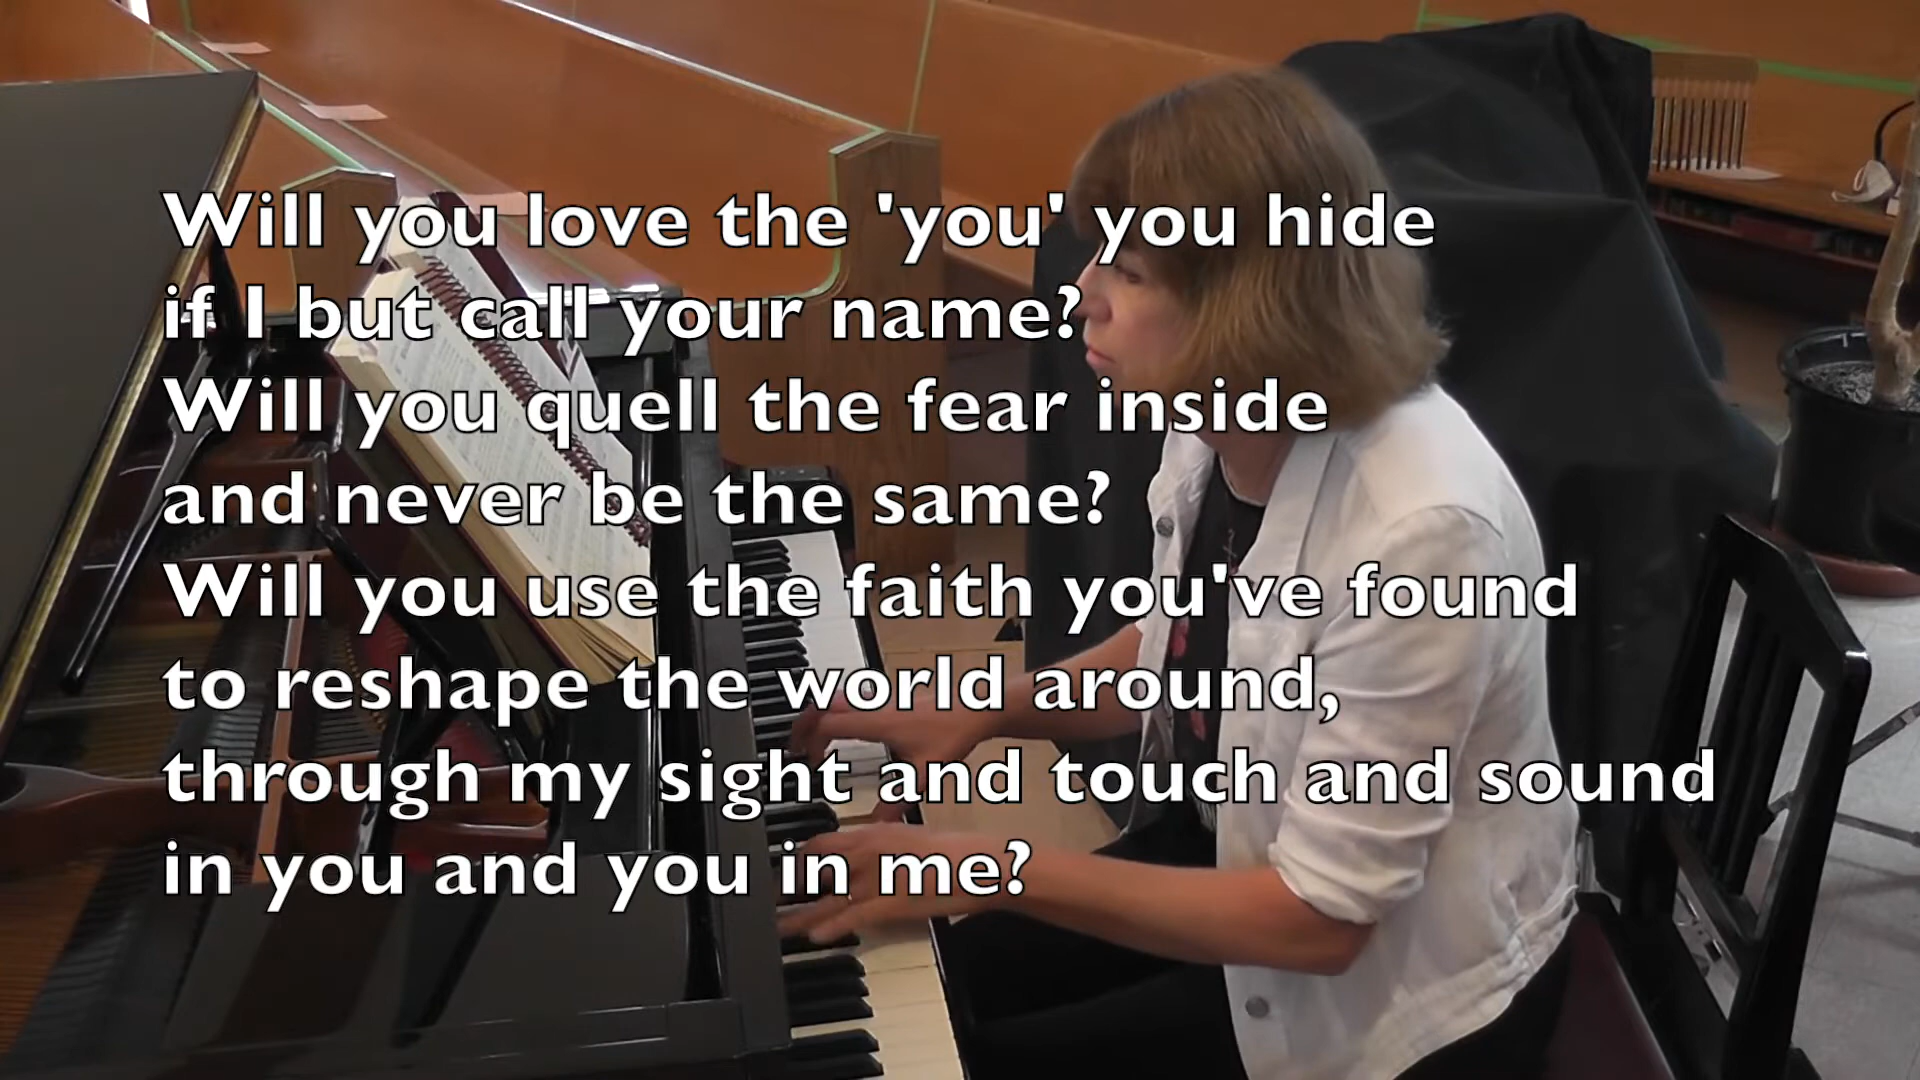 Will you love the 'you' you hide
if I but call your name?
Will you quell the fear inside
and never be the same?
Will you use the faith you've found
to reshape the world around,
through my sight and touch and sound
in you and you in me?